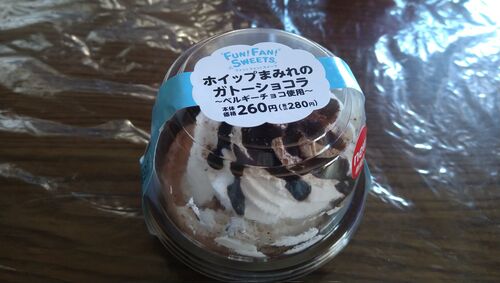 FUN! FAN!
SWEETS.
ホイップまみれの
ガトーショコラ
～ベルギーチョコ使用～
本体価格 260円(税込280円)